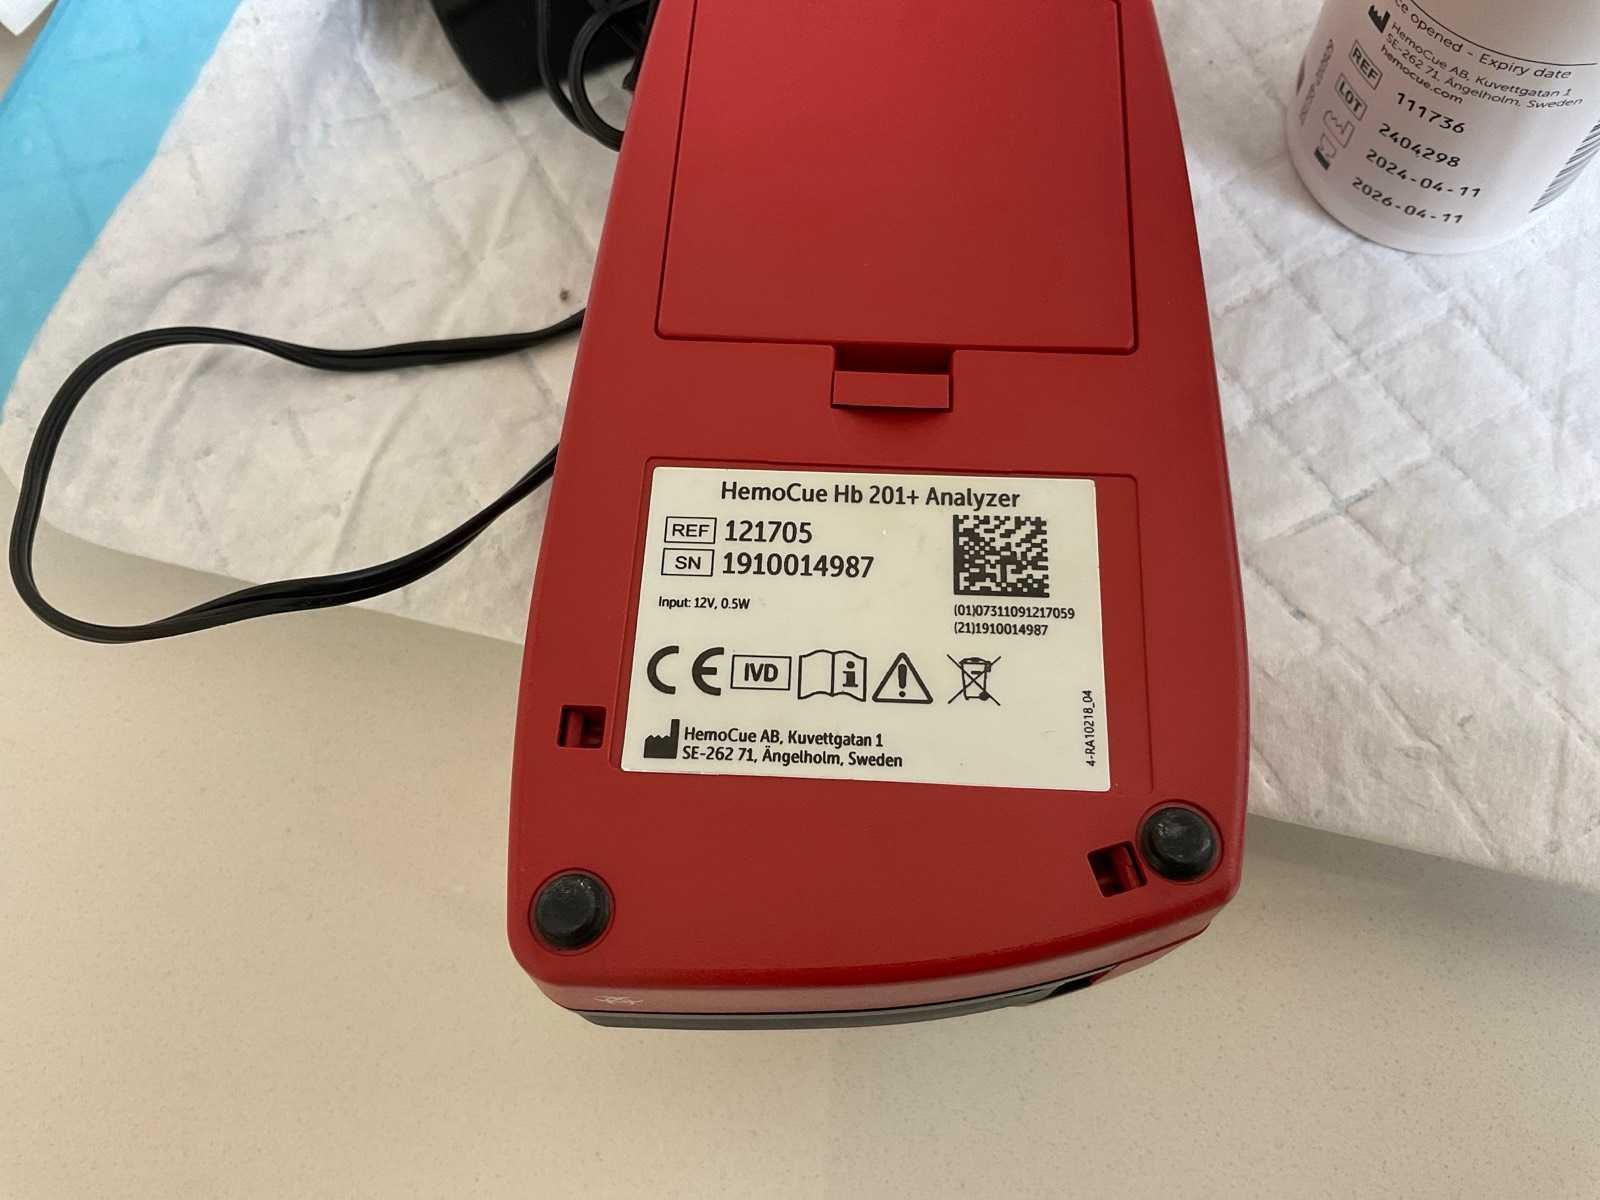 HemoCue Hb 201+ Analyzer
REF 121705
SN 1910014987
Input: 12V, 0.5W
(01)07311091217059
(21)1910014987
CE IVD
HemoCue AB, Kuvettgatan 1
SE-262 71, Ängelholm, Sweden
4-RA10218_04
ce opened - Expiry date
HemoCue AB, Kuvettgatan 1
SE-262 71, Ängelholm, Sweden
hemocue.com
REF 111736
LOT 2404298
2024-04-11
2026-04-11